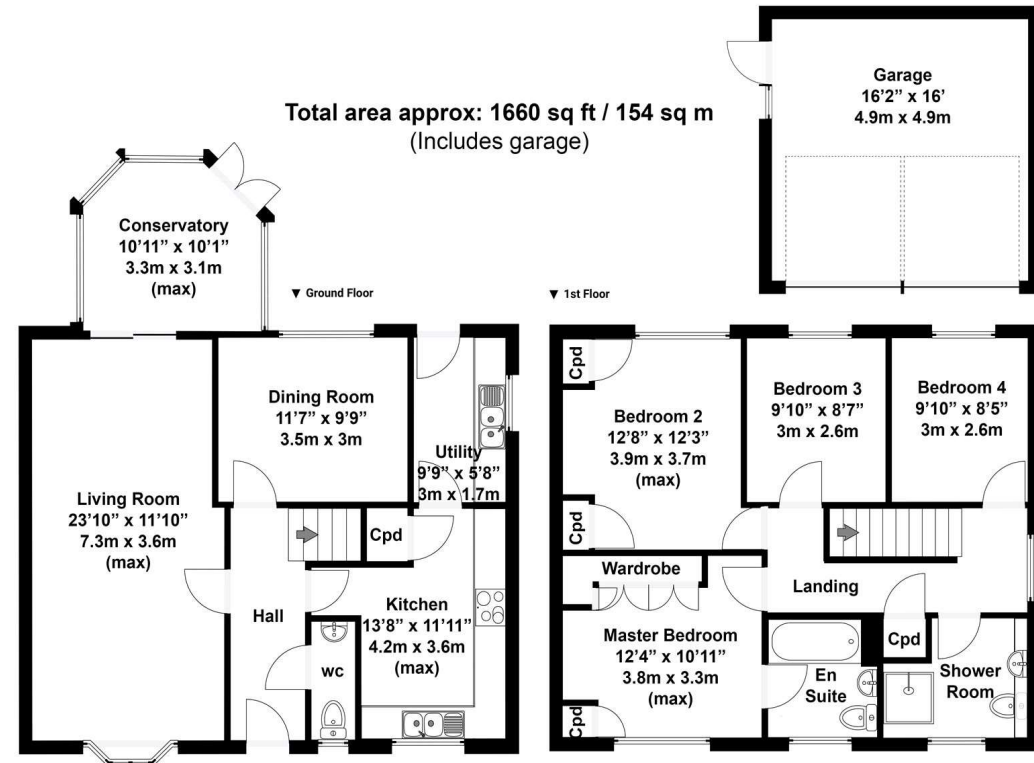 Total area approx: 1660 sq ft / 154 sq m
(Includes garage)
Garage
16'2" x 16'
4.9m x 4.9m
Conservatory
10'11" x 10'1"
3.3m x 3.1m
(max)
▼ Ground Floor
Living Room
23'10" x 11'10"
7.3m x 3.6m
(max)
Dining Room
11'7" x 9'9"
3.5m x 3m
Utility
9'9" x 5'8"
3m x 1.7m
Cpd
Hall
wc
Kitchen
13'8" x 11'11"
4.2m x 3.6m
(max)
▼ 1st Floor
Cpd
Bedroom 2
12'8" x 12'3"
3.9m x 3.7m
(max)
Cpd
Bedroom 3
9'10" x 8'7"
3m x 2.6m
Bedroom 4
9'10" x 8'5"
3m x 2.6m
Wardrobe
Landing
Master Bedroom
12'4" x 10'11"
3.8m x 3.3m
(max)
Cpd
En
Suite
Cpd
Shower
Room